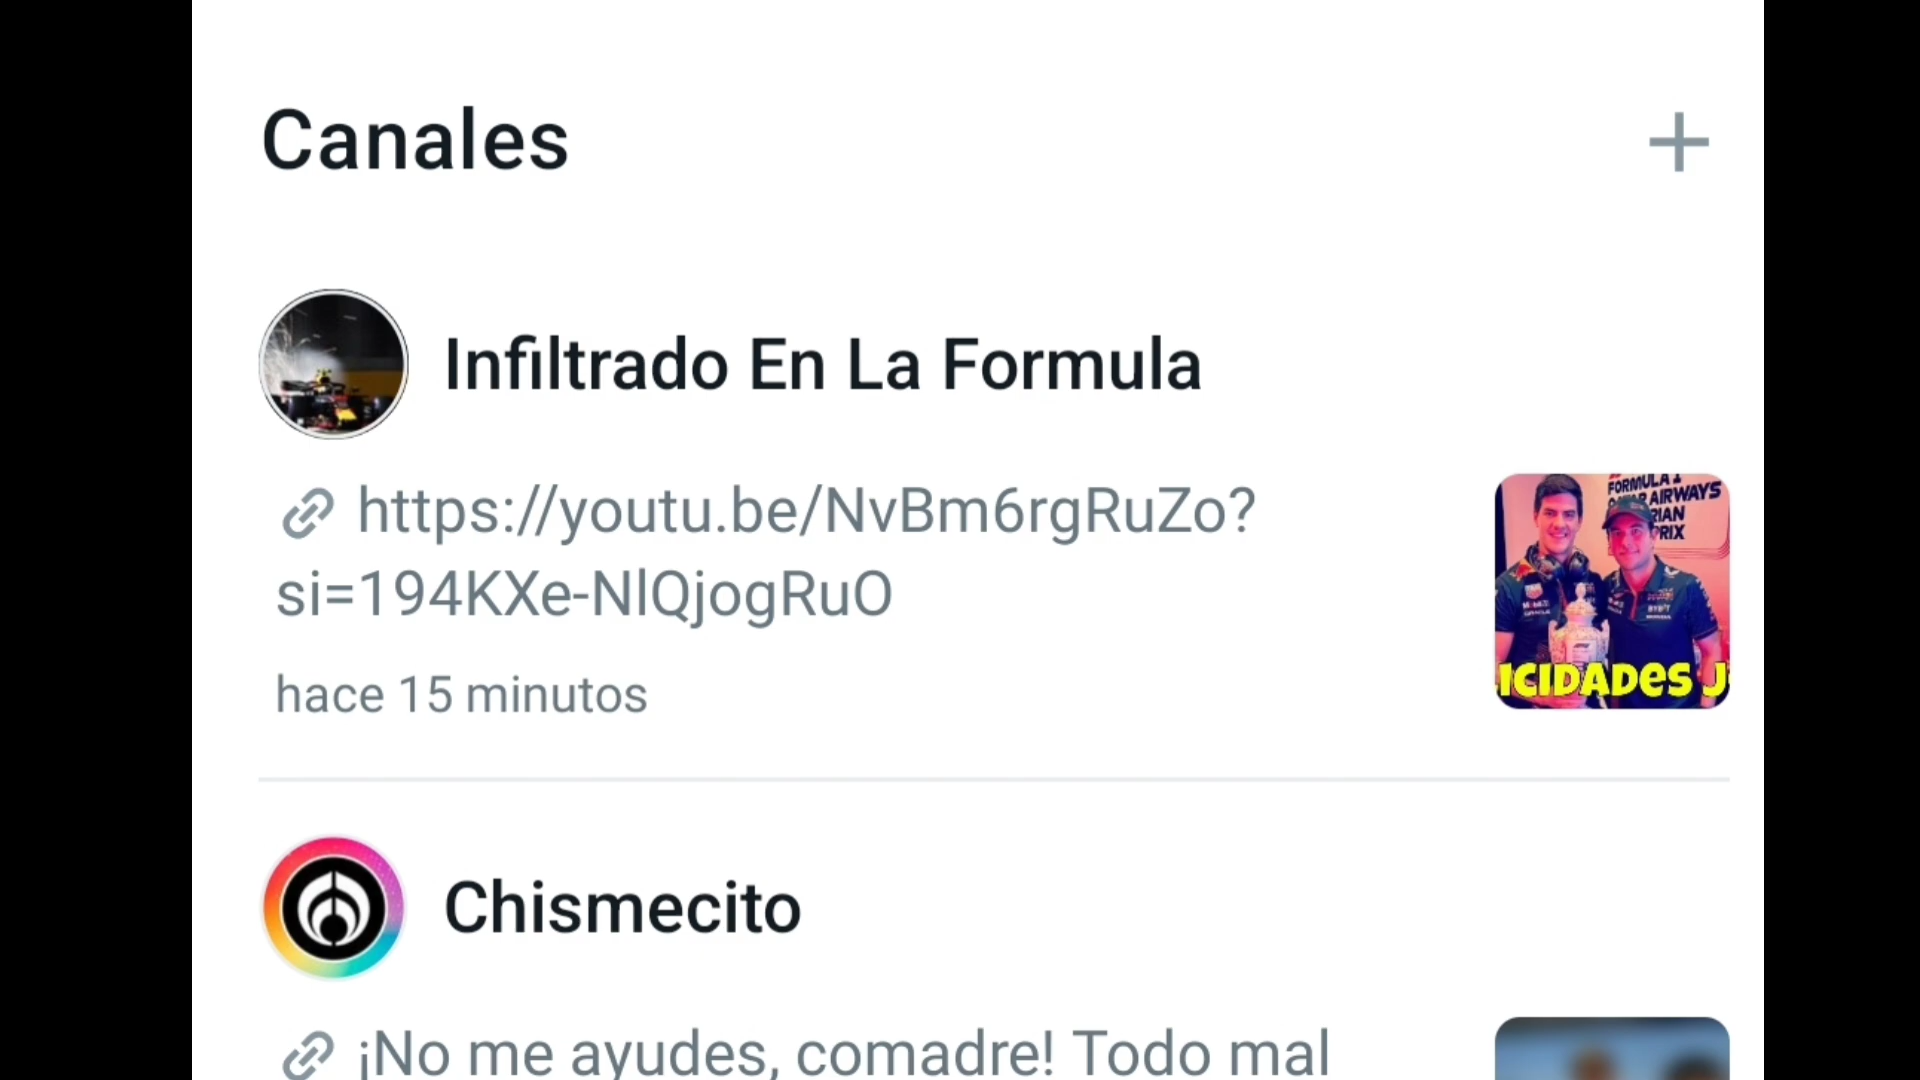 Canales
Infiltrado En La Formula
https://youtu.be/NvBm6rgRuZo?
si=194KXe-NlQjogRuO
hace 15 minutos
FORMULA 1
QATAR AIRWAYS
RIAN
PRIX
ICIDADES J
Chismecito
¡No me ayudes, comadre! Todo mal